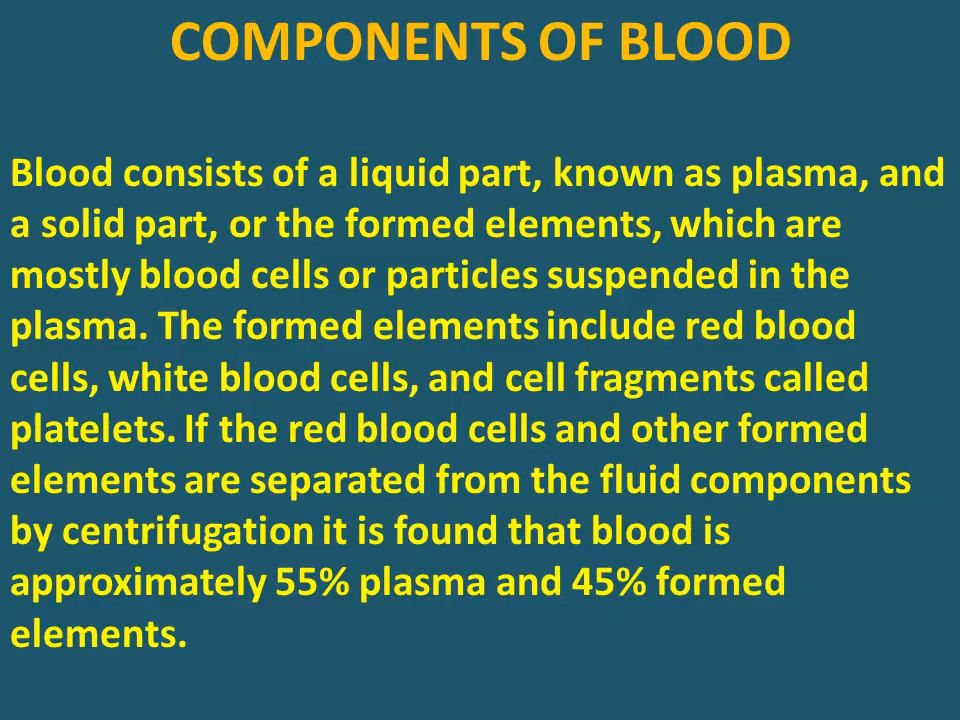 COMPONENTS OF BLOOD
Blood consists of a liquid part, known as plasma, and
a solid part, or the formed elements, which are
mostly blood cells or particles suspended in the
plasma. The formed elements include red blood
cells, white blood cells, and cell fragments called
platelets. If the red blood cells and other formed
elements are separated from the fluid components
by centrifugation it is found that blood is
approximately 55% plasma and 45% formed
elements.